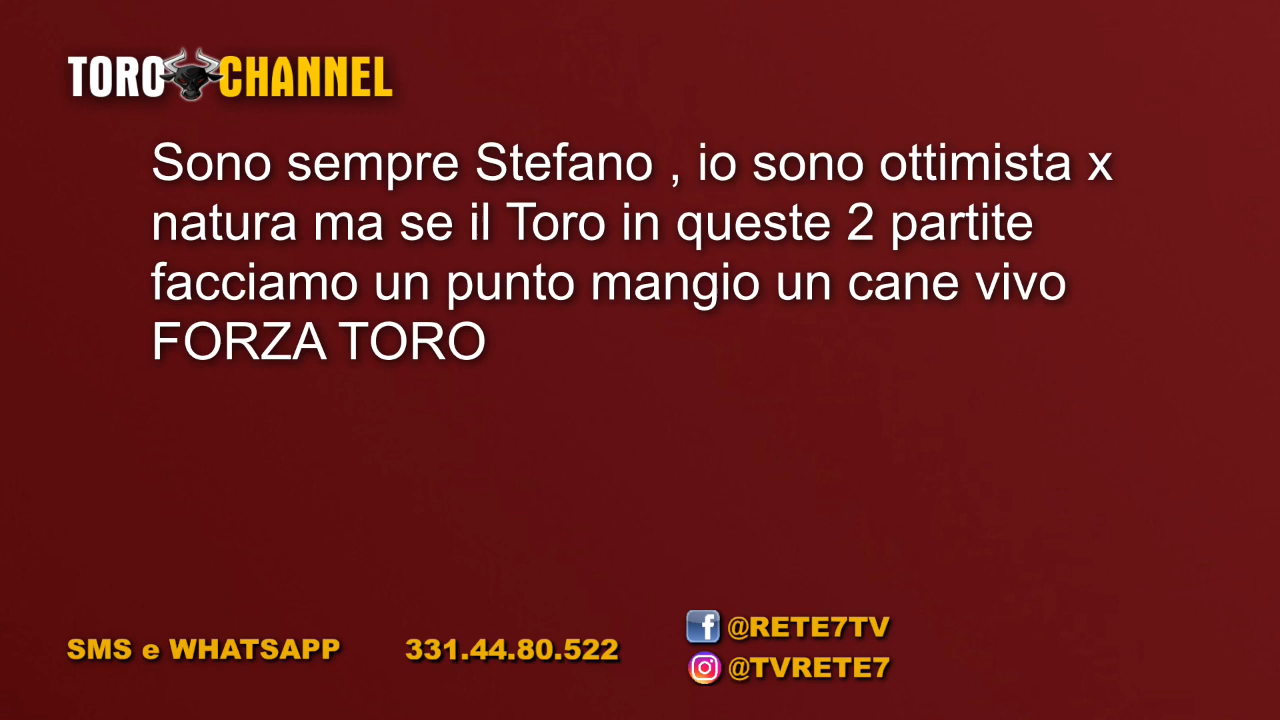 TORO CHANNEL
Sono sempre Stefano , io sono ottimista x
natura ma se il Toro in queste 2 partite
facciamo un punto mangio un cane vivo
FORZA TORO
SMS e WHATSAPP 331.44.80.522
@RETE7TV
@TVRETE7